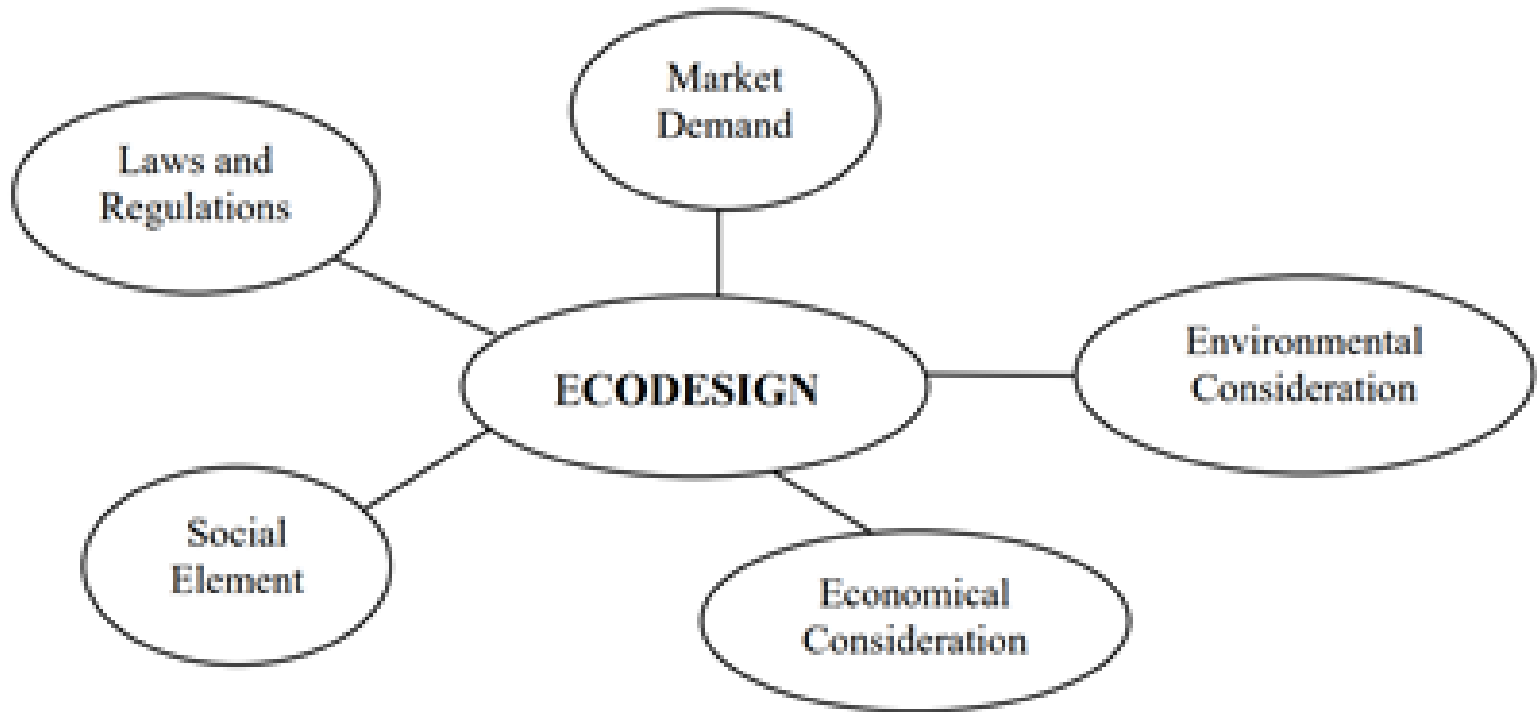 Market
Demand
Laws and
Regulations
Environmental
Consideration
ECODESIGN
Social
Element
Economical
Consideration